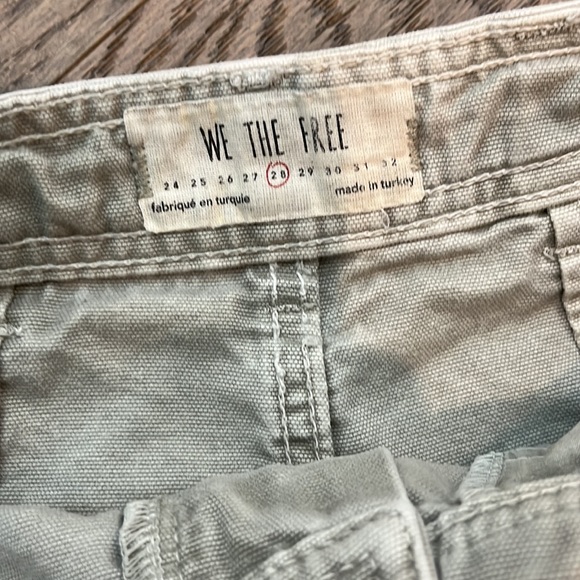 WE THE FREE
24 25 26 27 28 29 30 31 32
fabriqué en turquie made in turkey